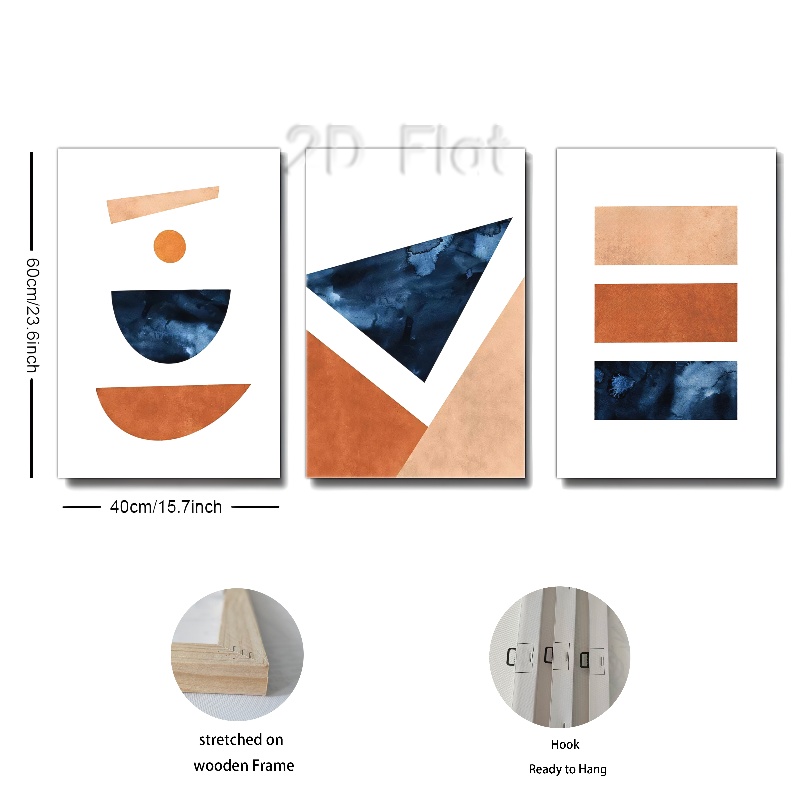 2D Flat
60cm/23.6inch
40cm/15.7inch
stretched on
wooden Frame
Hook
Ready to Hang